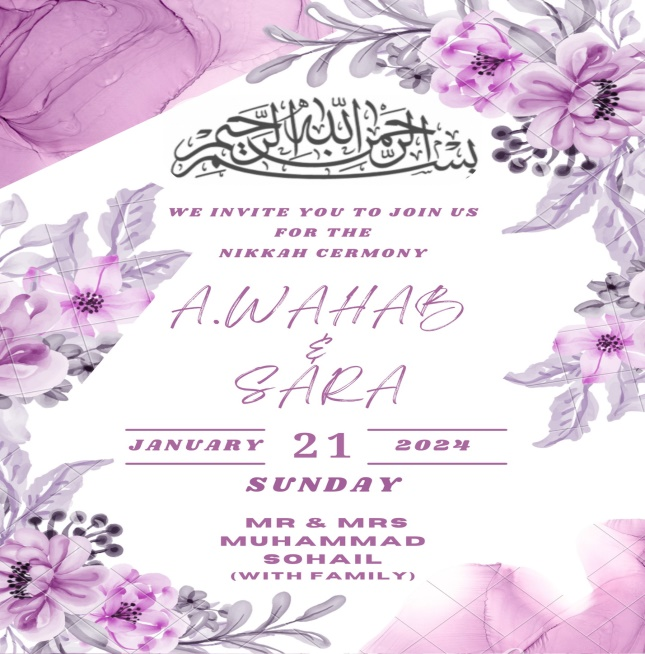 بسم الله الرحمن الرحيم
WE INVITE YOU TO JOIN US
FOR THE
NIKKAH CERMONY
A.WAHAB
&
SARA
JANUARY 21 2024
SUNDAY
MR & MRS
MUHAMMAD
SOHAIL
(WITH FAMILY)